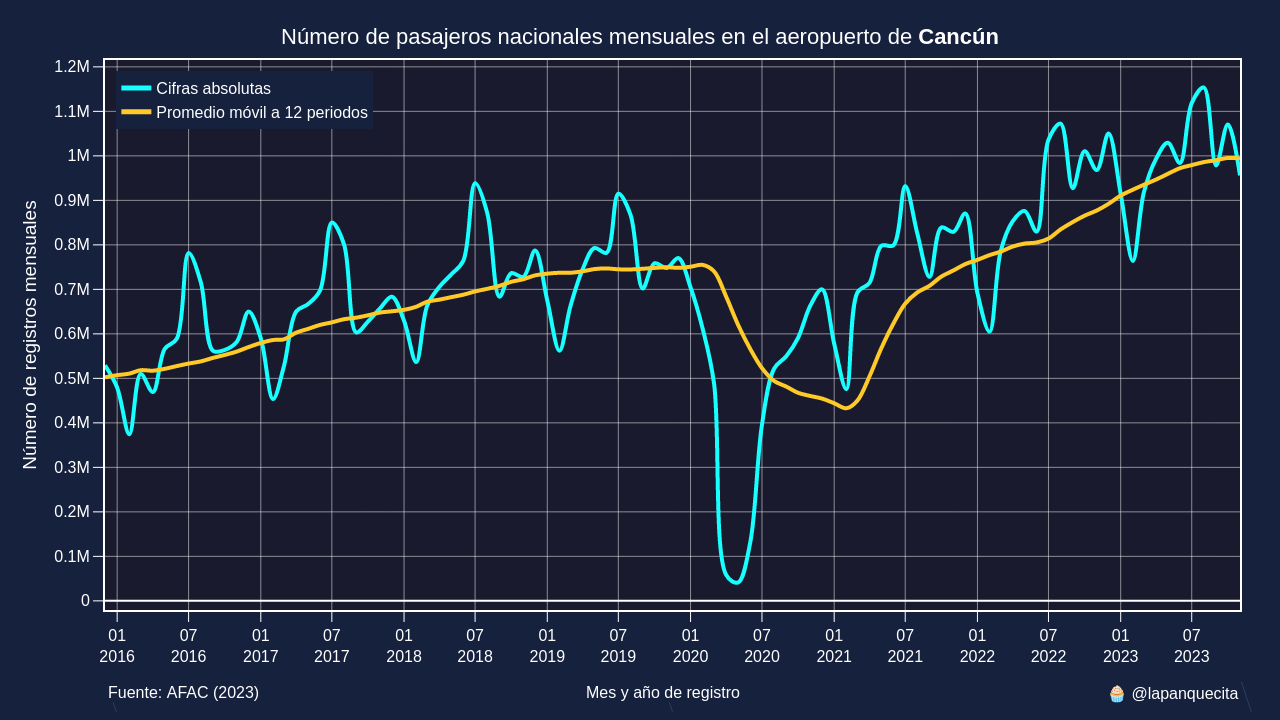 Número de pasajeros nacionales mensuales en el aeropuerto de Cancún
Cifras absolutas
Promedio móvil a 12 periodos
Número de registros mensuales
1.2M
1.1M
1M
0.9M
0.8M
0.7M
0.6M
0.5M
0.4M
0.3M
0.2M
0.1M
0
01 07 01 07 01 07 01 07 01 07 01 07 01 07 01 07
2016 2016 2017 2017 2018 2018 2019 2019 2020 2020 2021 2021 2022 2022 2023 2023
Fuente: AFAC (2023) Mes y año de registro 🧁 @lapanquecita